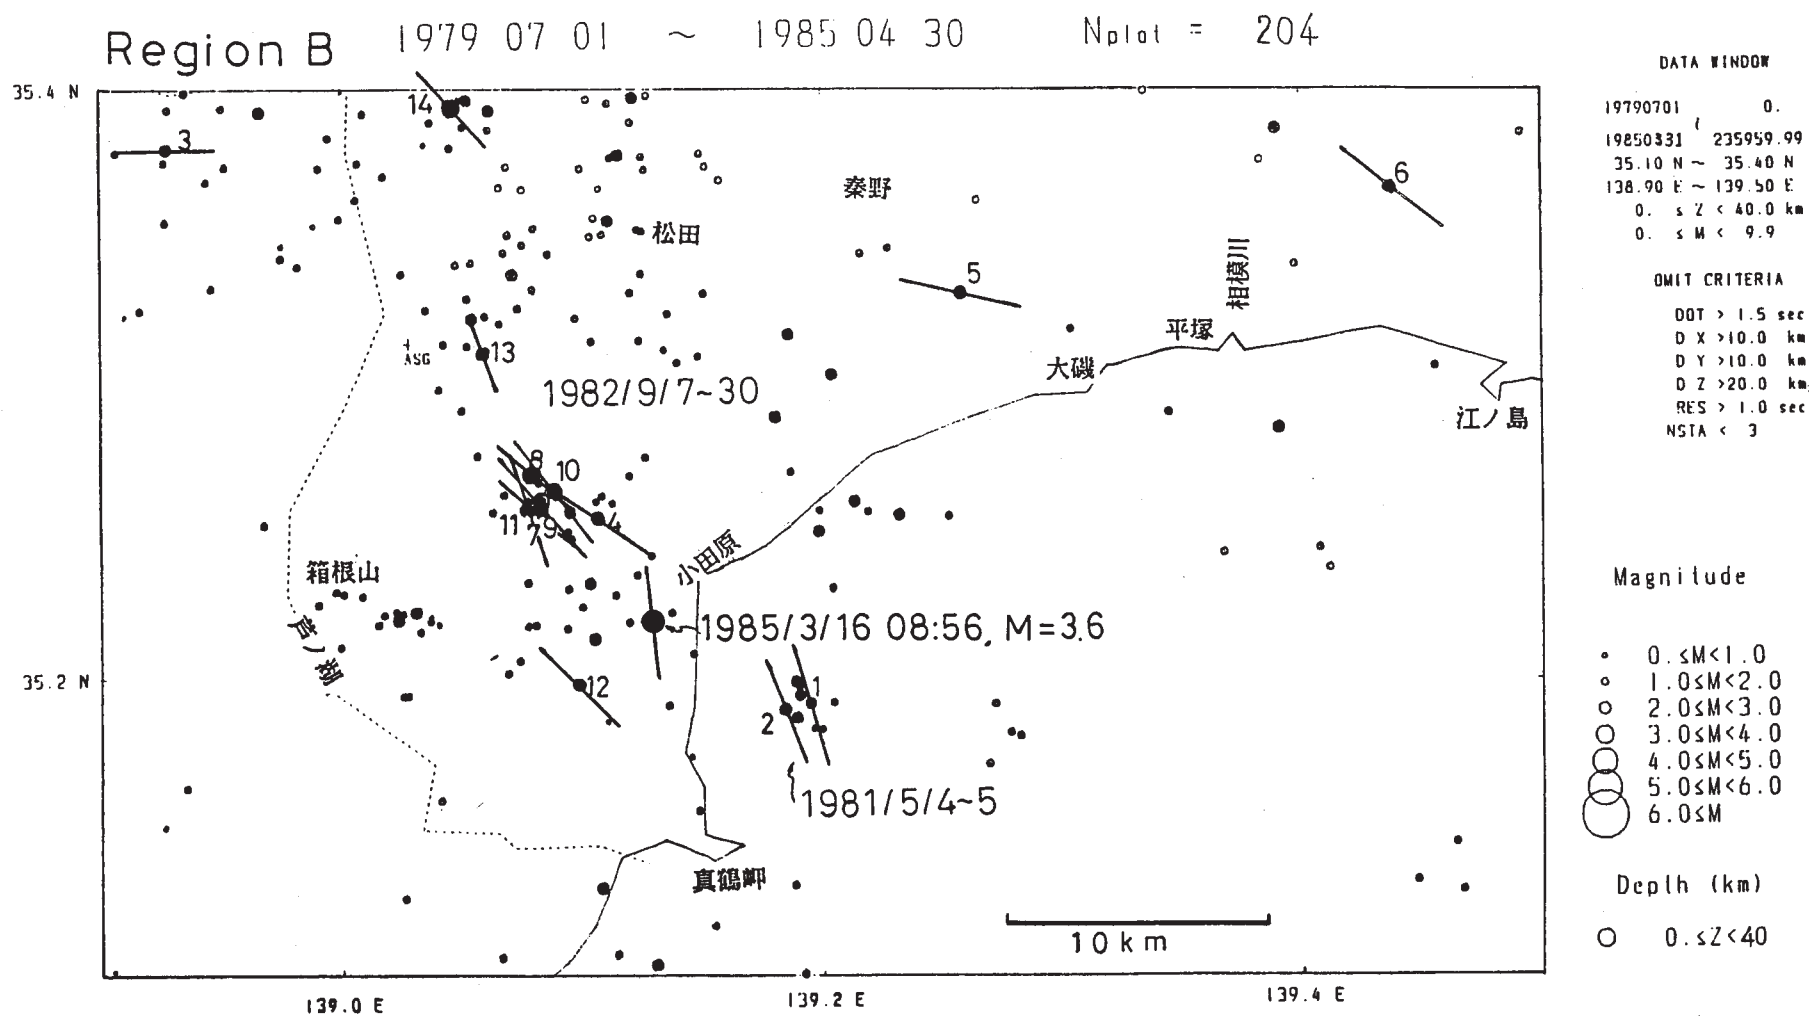 Region B 1979 07 01 ~ 1985 04 30 Nplot = 204
DATA WINDOW
19790701 0.
~
19850331 235959.99
35.10 N ~ 35.40 N
138.90 E ~ 139.50 E
0. ≤ Z < 40.0 km
0. ≤ M < 9.9
OMIT CRITERIA
DOT > 1.5 sec
D X >10.0 km
D Y >10.0 km
D Z >20.0 km
RES > 1.0 sec
NSTA < 3
35.4 N
14
3
6
秦野
松田
5
相模川
平塚
大磯
江ノ島
ASG
13
1982/9/7~30
8
10
11
7
9
4
小田原
箱根山
芦ノ湖
1985/3/16 08:56, M=3.6
35.2 N
12
1
2
1981/5/4~5
真鶴岬
10 km
139.0 E
139.2 E
139.4 E
Magnitude
0.≤M<1.0
1.0≤M<2.0
2.0≤M<3.0
3.0≤M<4.0
4.0≤M<5.0
5.0≤M<6.0
6.0≤M
Depth (km)
0.≤Z<40